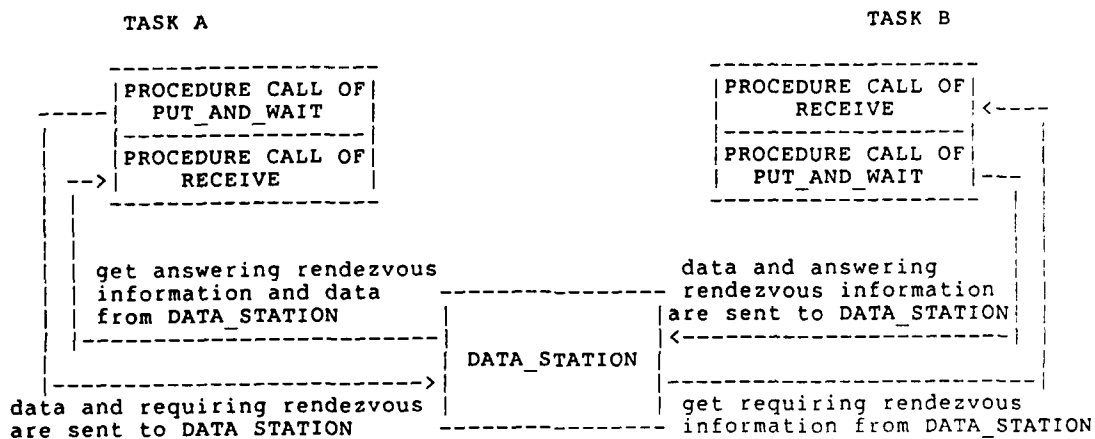 TASK A
TASK B
PROCEDURE CALL OF
PUT_AND_WAIT
PROCEDURE CALL OF
RECEIVE
PROCEDURE CALL OF
RECEIVE
PROCEDURE CALL OF
PUT_AND_WAIT
get answering rendezvous
information and data
from DATA_STATION
data and answering
rendezvous information
are sent to DATA_STATION
DATA_STATION
data and requiring rendezvous
are sent to DATA STATION
get requiring rendezvous
information from DATA_STATION